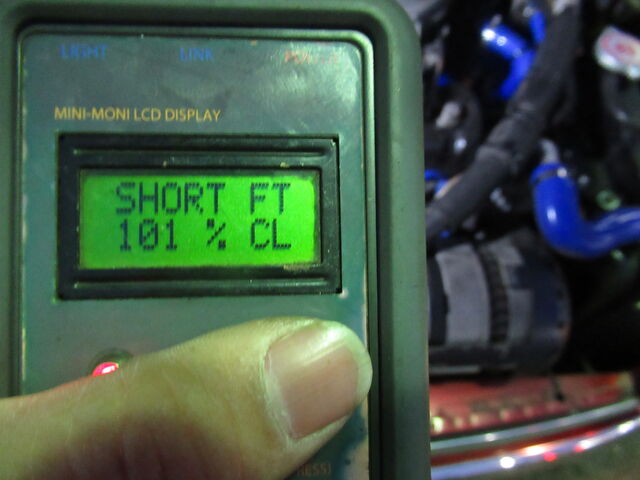 LIGHT LINK
MINI-MONI LCD DISPLAY
SHORT FT
101 % CL